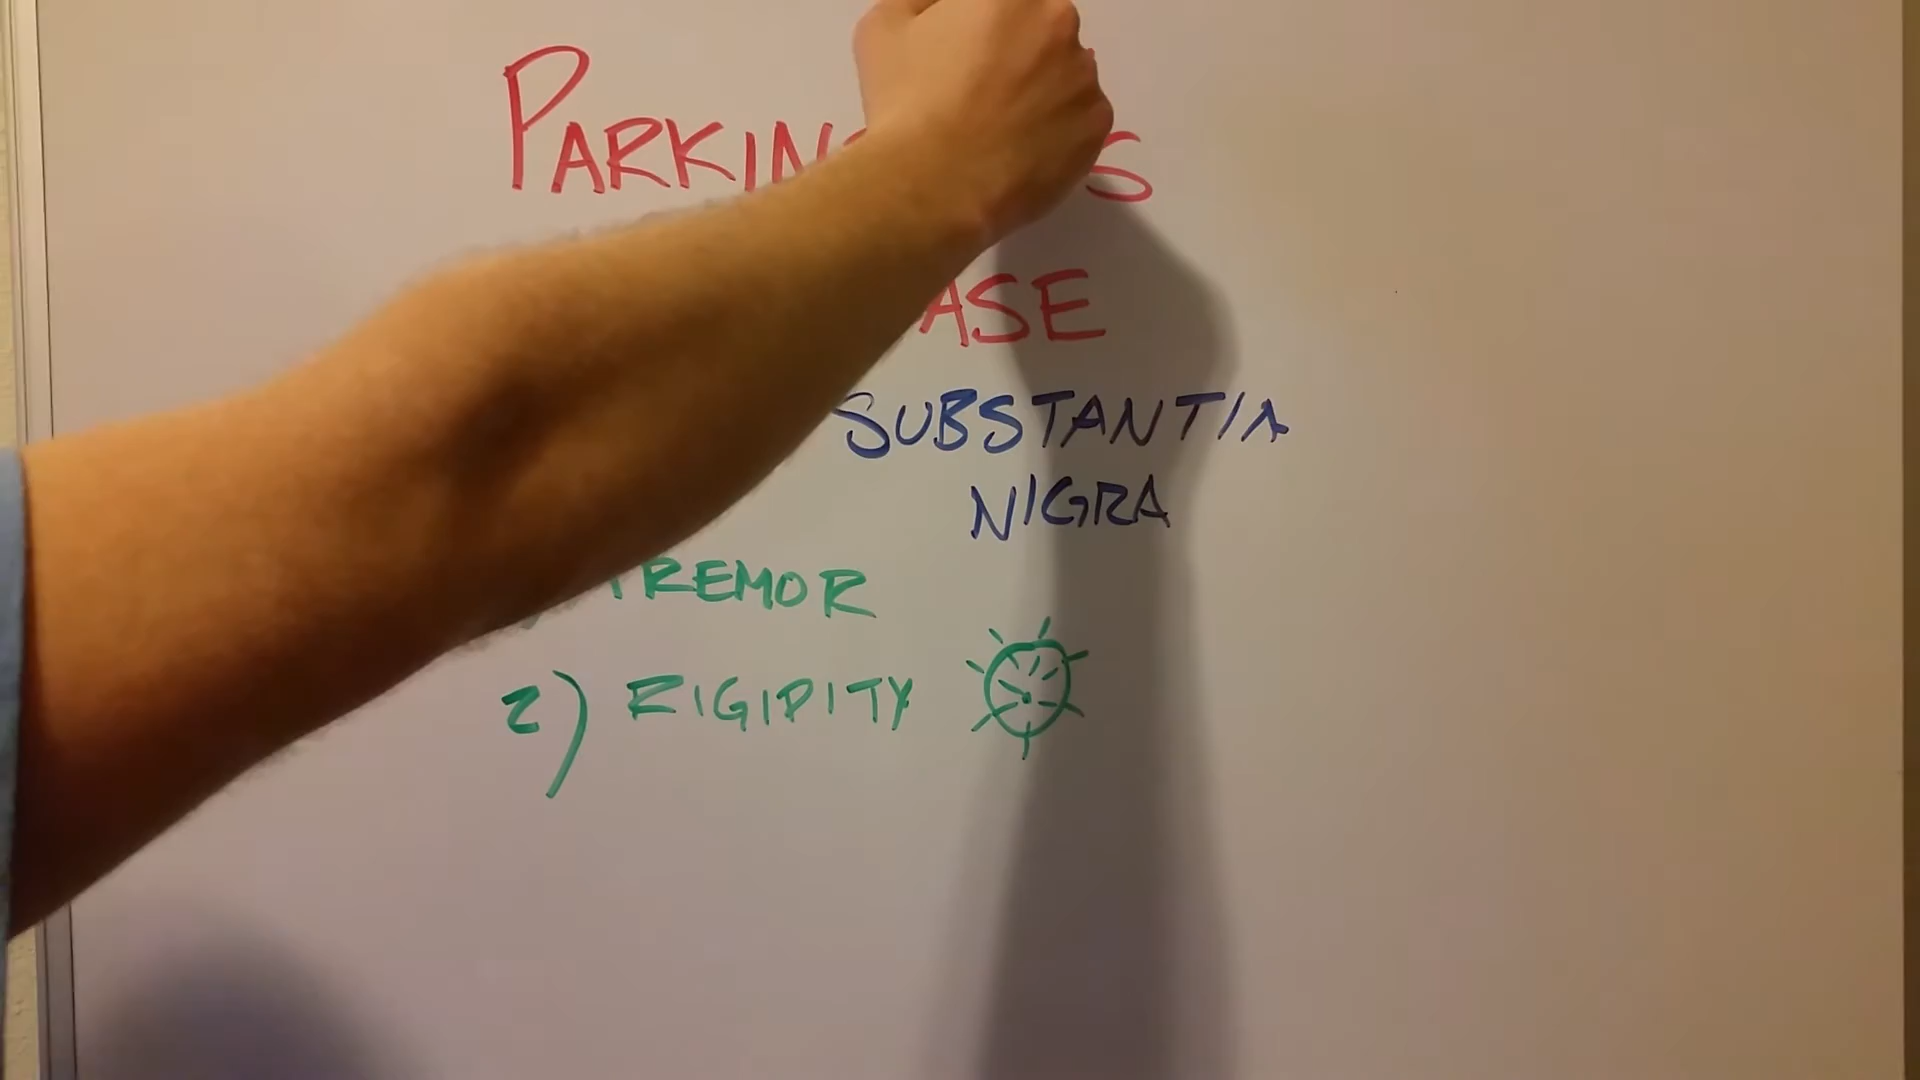 PARKIN S
ASE
SUBSTANTIA
NIGRA
TREMOR
2) RIGIDITY